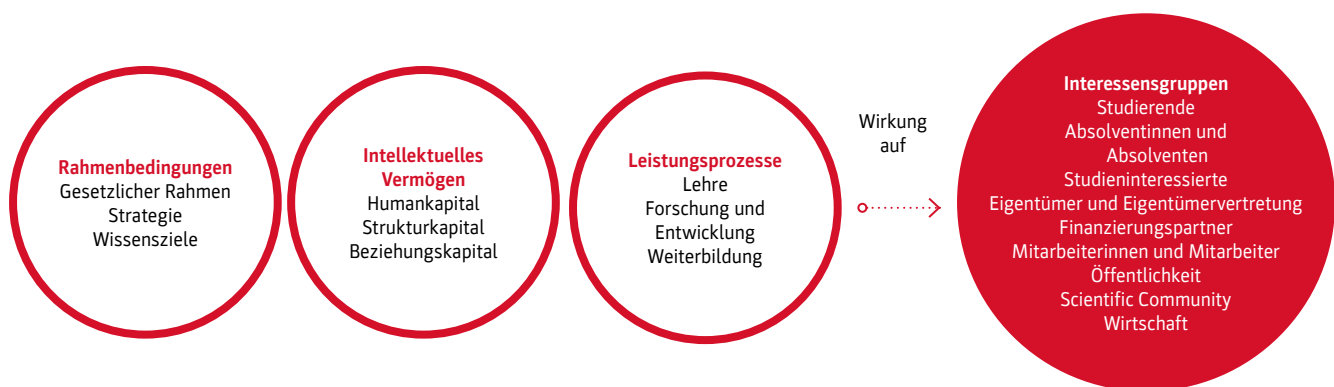 Rahmenbedingungen
Gesetzlicher Rahmen
Strategie
Wissensziele
Intellektuelles
Vermögen
Humankapital
Strukturkapital
Beziehungskapital
Leistungsprozesse
Lehre
Forschung und
Entwicklung
Weiterbildung
Wirkung
auf
Interessensgruppen
Studierende
Absolventinnen und
Absolventen
Studieninteressierte
Eigentümer und Eigentümervertretung
Finanzierungspartner
Mitarbeiterinnen und Mitarbeiter
Öffentlichkeit
Scientific Community
Wirtschaft